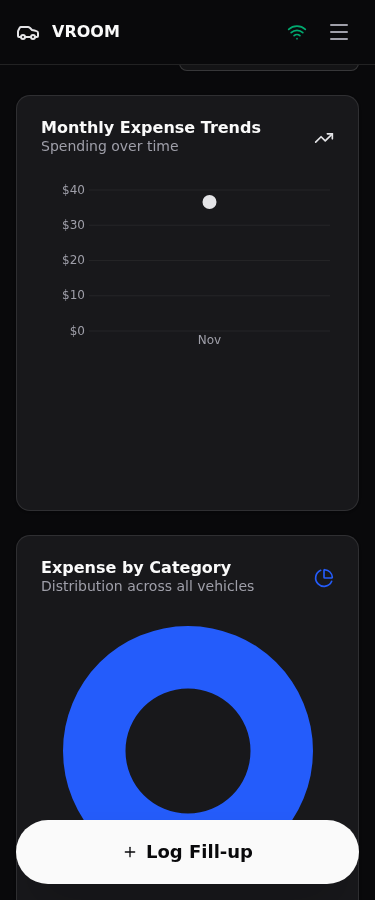 VROOM
Monthly Expense Trends
Spending over time
$40
$30
$20
$10
$0
Nov
Expense by Category
Distribution across all vehicles
+ Log Fill-up